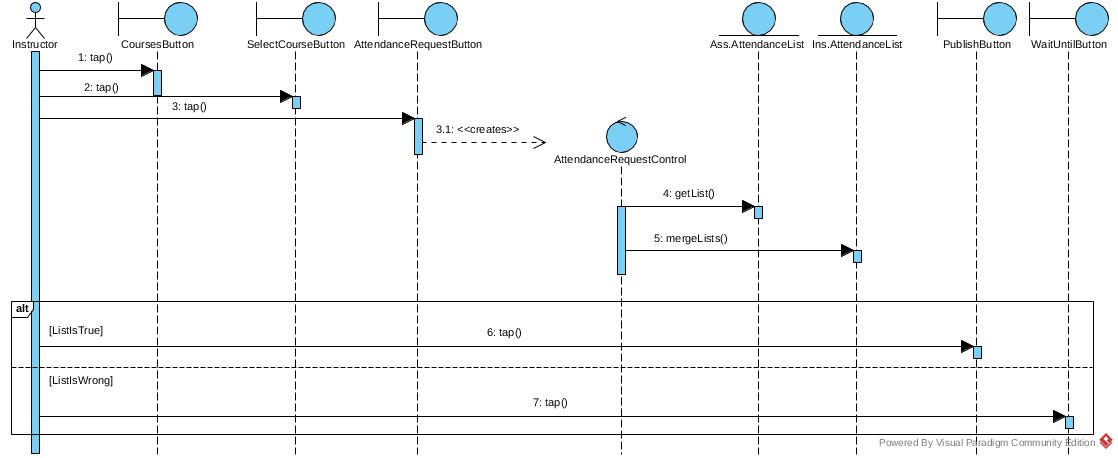 Instructor
CoursesButton
SelectCourseButton
AttendanceRequestButton
Ass.AttendanceList
Ins.AttendanceList
PublishButton
WaitUntilButton
1: tap()
2: tap()
3: tap()
3.1: <<creates>>
AttendanceRequestControl
4: getList()
5: mergeLists()
alt
[ListIsTrue]
6: tap()
[ListIsWrong]
7: tap()
Powered By Visual Paradigm Community Edition